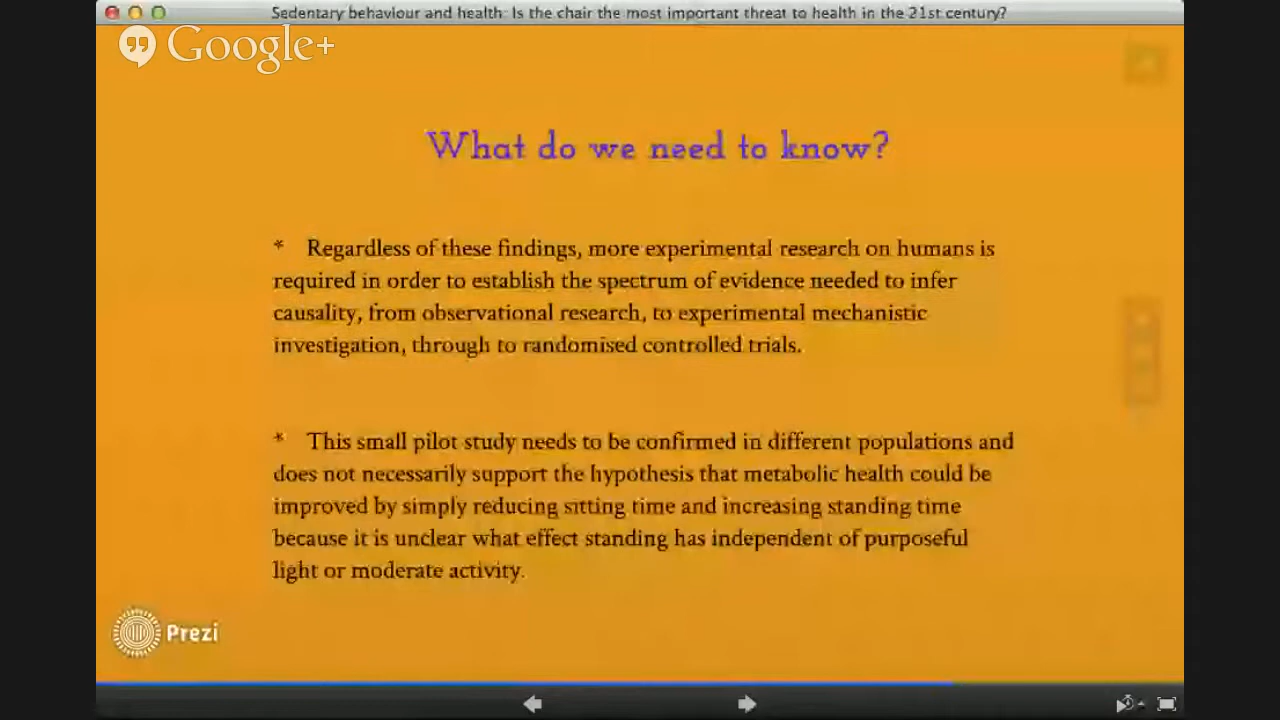 Sedentary behaviour and health: Is the chair the most important threat to health in the 21st century?
Google+
What do we need to know?
* Regardless of these findings, more experimental research on humans is
required in order to establish the spectrum of evidence needed to infer
causality, from observational research, to experimental mechanistic
investigation, through to randomised controlled trials.
* This small pilot study needs to be confirmed in different populations and
does not necessarily support the hypothesis that metabolic health could be
improved by simply reducing sitting time and increasing standing time
because it is unclear what effect standing has independent of purposeful
light or moderate activity.
Prezi